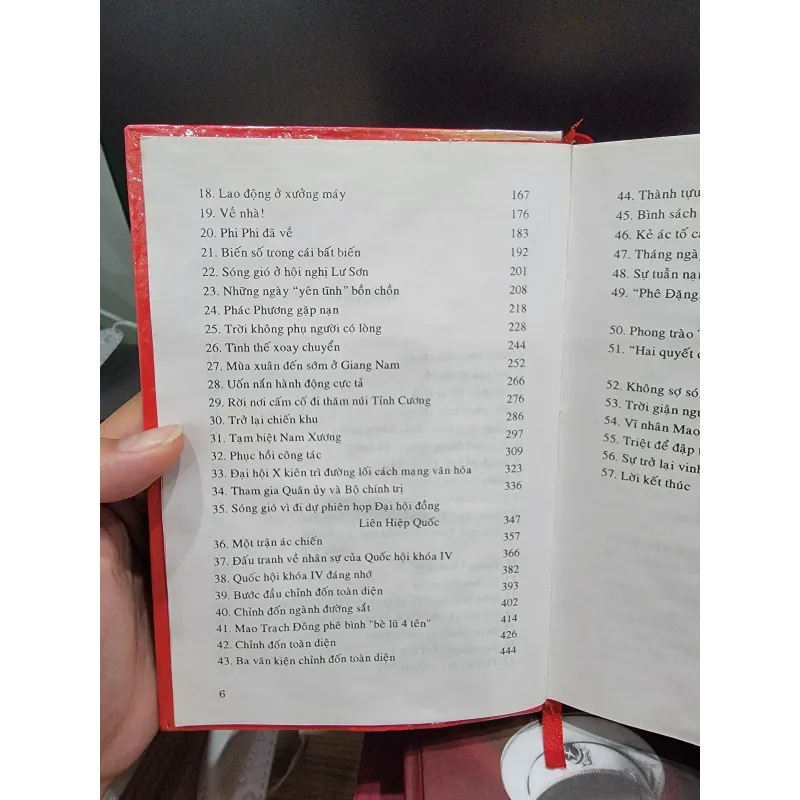 18. Lao động ở xưởng máy 167
19. Về nhà! 176
20. Phi Phi đã về 183
21. Biến số trong cái bất biến 192
22. Sóng gió ở hội nghị Lư Sơn 201
23. Những ngày “yên tĩnh” bồn chồn 208
24. Phác Phương gặp nạn 218
25. Trời không phụ người có lòng 228
26. Tình thế xoay chuyển 244
27. Mùa xuân đến sớm ở Giang Nam 252
28. Uốn nắn hành động cực tả 266
29. Rời nơi cấm cố đi thăm núi Tỉnh Cương 276
30. Trở lại chiến khu 286
31. Tạm biệt Nam Xương 297
32. Phục hồi công tác 309
33. Đại hội X kiên trì đường lối cách mạng văn hóa 323
34. Tham gia Quân ủy và Bộ chính trị 336
35. Sóng gió vì đi dự phiên họp Đại hội đồng
Liên Hiệp Quốc 347
36. Một trận ác chiến 357
37. Đấu tranh về nhân sự của Quốc hội khóa IV 366
38. Quốc hội khóa IV đáng nhớ 382
39. Bước đầu chỉnh đốn toàn diện 393
40. Chỉnh đốn ngành đường sắt 402
41. Mao Trạch Đông phê bình "bè lũ 4 tên" 414
42. Chỉnh đốn toàn diện 426
43. Ba văn kiện chỉnh đốn toàn diện 444
6
44. Thành tựu
45. Bình sách
46. Kẻ ác tố
47. Tháng ngày
48. Sự tuẫn nạn
49. “Phê Đặng,
50. Phong trào
51. “Hai quyết
52. Không sợ
53. Trời giận
54. Vĩ nhân Mao
55. Triệt để đập
56. Sự trở lại
57. Lời kết thúc